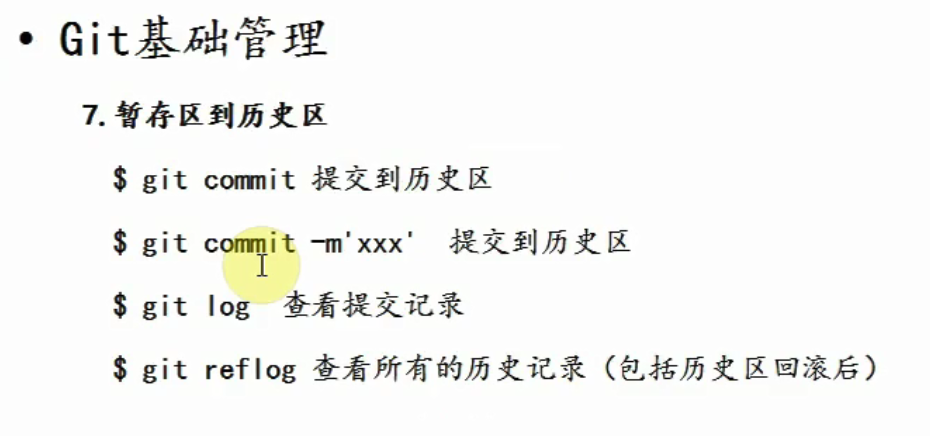 • Git基础管理
7. 暂存区到历史区
$ git commit 提交到历史区
$ git commit -m'xxx' 提交到历史区
$ git log 查看提交记录
$ git reflog 查看所有的历史记录（包括历史区回滚后）